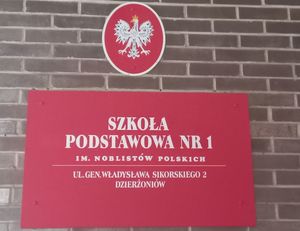 SZKOŁA
PODSTAWOWA NR 1
IM. NOBLISTÓW POLSKICH
UL. GEN. WŁADYSŁAWA SIKORSKIEGO 2
DZIERŻONIÓW